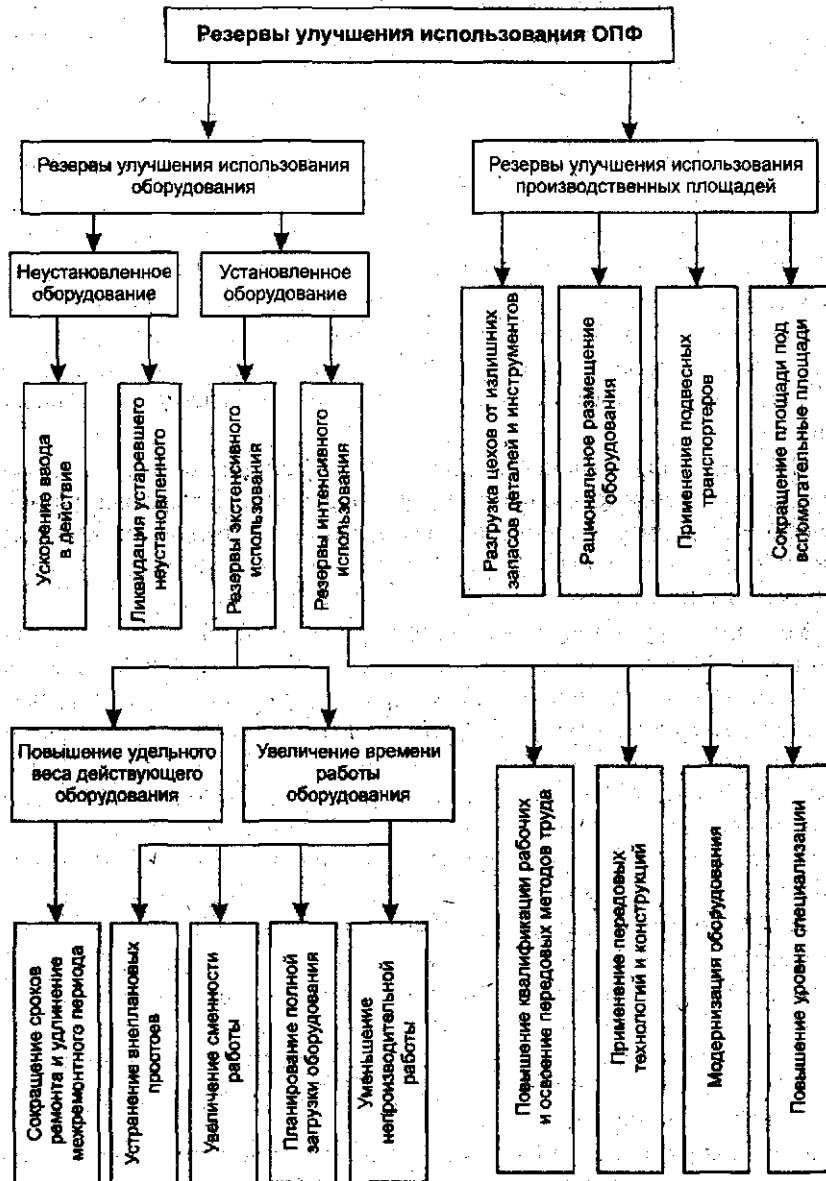 Резервы улучшения использования ОПФ
Резервы улучшения использования
оборудования
Резервы улучшения использования
производственных площадей
Неустановленное
оборудование
Установленное
оборудование
Ускорение ввода
в действие
Ликвидация устаревшего
неустановленного
Резервы экстенсивного
использования
Резервы интенсивного
использования
Разгрузка цехов от излишних
запасов деталей и инструментов
Рациональное размещение
оборудования
Применение подвесных
транспортеров
Сокращение площади под
вспомогательные площади
Повышение удельного
веса действующего
оборудования
Увеличение времени
работы
оборудования
Сокращение сроков
ремонта и удлинение
межремонтного периода
Устранение внеплановых
простоев
Увеличение сменности
работы
Планирование полной
загрузки оборудования
Уменьшение
непроизводительной
работы
Повышение квалификации рабочих
и освоение передовых методов труда
Применение передовых
технологий и конструкций
Модернизация оборудования
Повышение уровня специализации